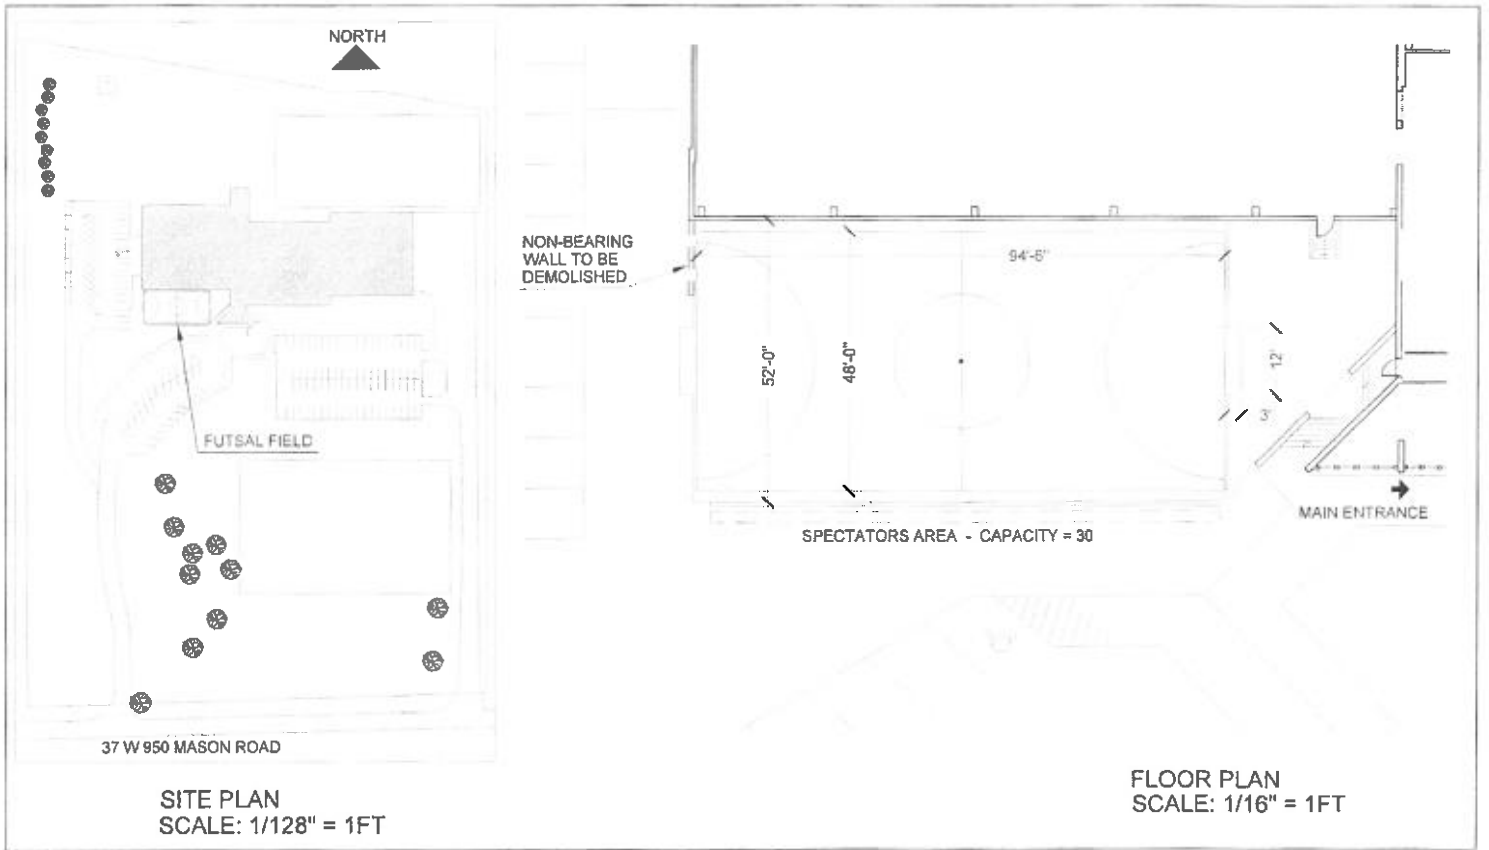 NORTH
FUTSAL FIELD
37 W 950 MASON ROAD
SITE PLAN
SCALE: 1/128" = 1FT
NON-BEARING
WALL TO BE
DEMOLISHED
94'-6"
52'-0"
48'-0"
12'
3'
MAIN ENTRANCE
SPECTATORS AREA - CAPACITY = 30
FLOOR PLAN
SCALE: 1/16" = 1FT